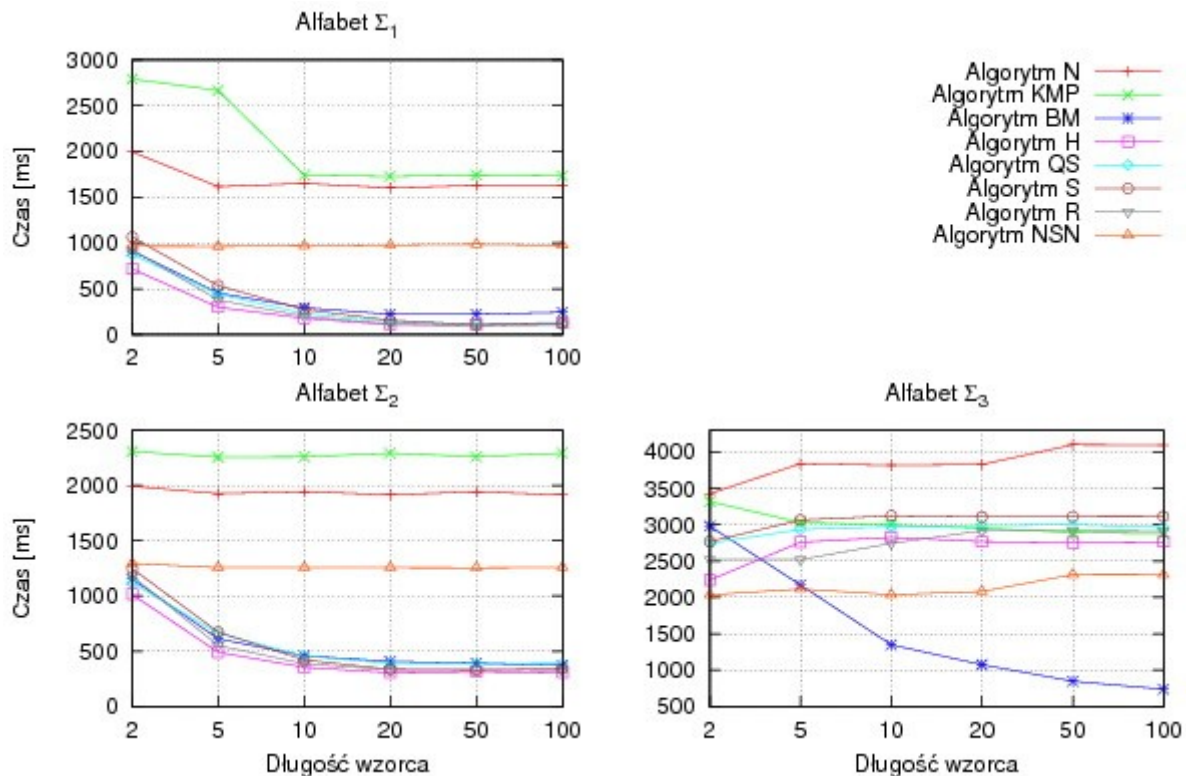 Alfabet Σ1
3000
2500
2000
1500
1000
500
0
Czas [ms]
2 5 10 20 50 100
Algorytm N
Algorytm KMP
Algorytm BM
Algorytm H
Algorytm QS
Algorytm S
Algorytm R
Algorytm NSN
Alfabet Σ2
2500
2000
1500
1000
500
0
Czas [ms]
2 5 10 20 50 100
Długość wzorca
Alfabet Σ3
4000
3500
3000
2500
2000
1500
1000
500
2 5 10 20 50 100
Długość wzorca